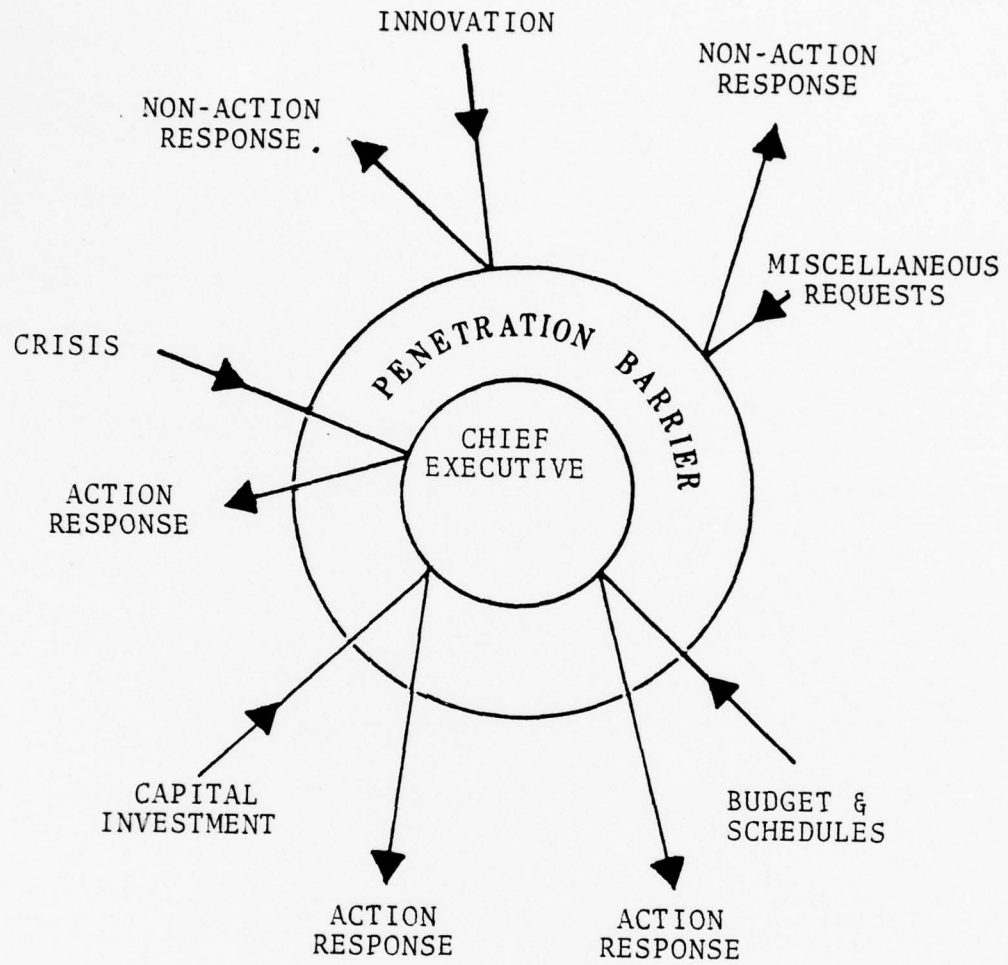 INNOVATION
NON-ACTION
RESPONSE
NON-ACTION
RESPONSE .
MISCELLANEOUS
REQUESTS
PENETRATION BARRIER
CRISIS
CHIEF
EXECUTIVE
ACTION
RESPONSE
CAPITAL
INVESTMENT
BUDGET &
SCHEDULES
ACTION
RESPONSE
ACTION
RESPONSE